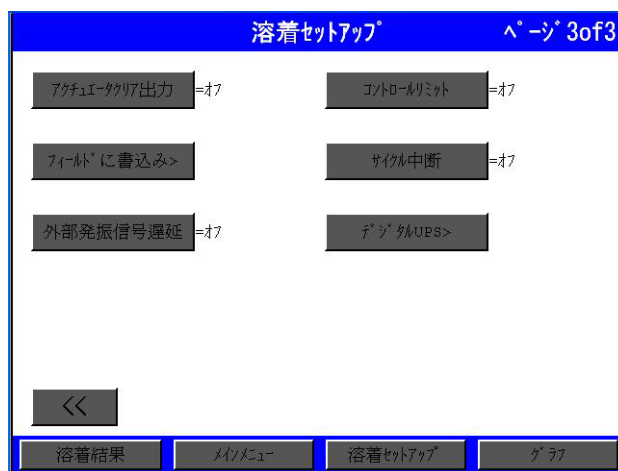 溶着ｾｯﾄｱｯﾌﾟ ﾍﾟｰｼﾞ3of3
ｱｸﾁｭｴｰﾀｸﾘｱ出力 =ｵﾌ ｺﾝﾄﾛｰﾙﾘﾐｯﾄ =ｵﾌ
ﾌｨｰﾙﾄﾞに書込み> ｻｲｸﾙ中断 =ｵﾌ
外部発振信号遅延 =ｵﾌ ﾃﾞｼﾞﾀﾙUPS>
<<
溶着結果 ﾒｲﾝﾒﾆｭｰ 溶着ｾｯﾄｱｯﾌﾟ ｸﾞﾗﾌ